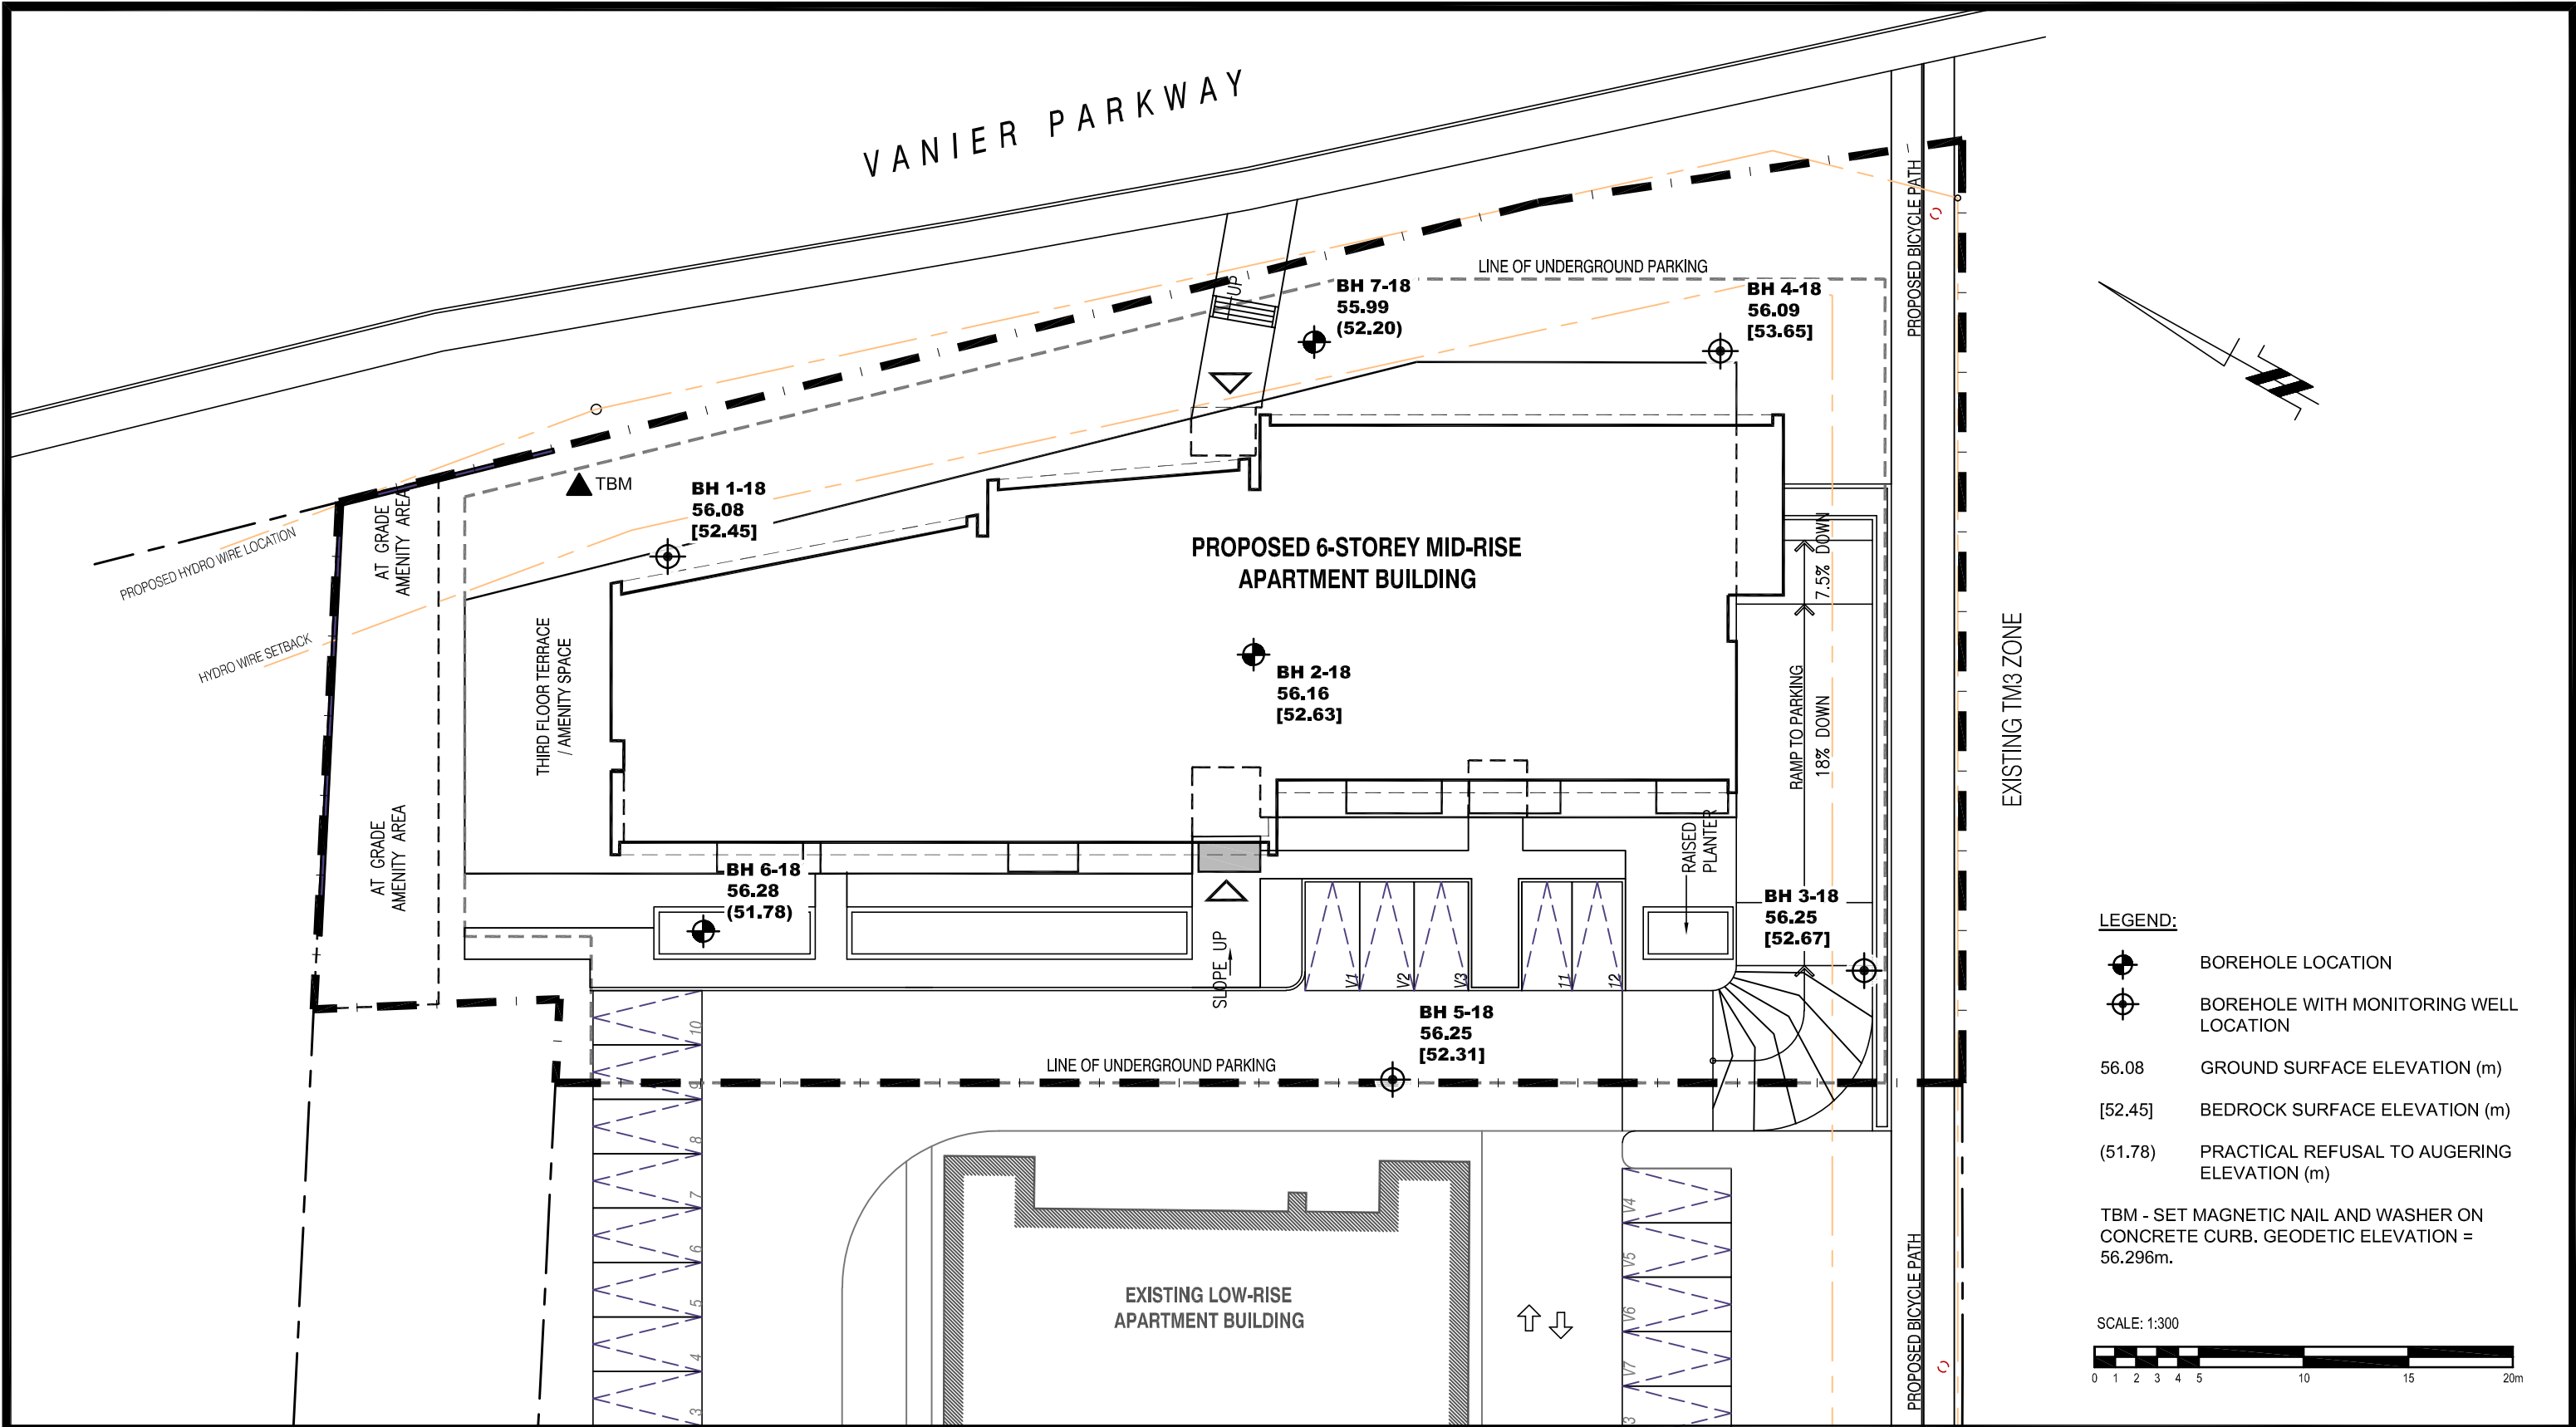 VANIER PARKWAY
PROPOSED BICYCLE PATH
LINE OF UNDERGROUND PARKING
UP
BH 7-18
55.99
(52.20)
BH 4-18
56.09
[53.65]
TBM
BH 1-18
56.08
[52.45]
AT GRADE
AMENITY AREA
PROPOSED HYDRO WIRE LOCATION
HYDRO WIRE SETBACK
THIRD FLOOR TERRACE
/ AMENITY SPACE
PROPOSED 6-STOREY MID-RISE
APARTMENT BUILDING
7.5% DOWN
BH 2-18
56.16
[52.63]
RAMP TO PARKING
18% DOWN
EXISTING TM3 ZONE
AT GRADE
AMENITY AREA
BH 6-18
56.28
(51.78)
RAISED
PLANTER
BH 3-18
56.25
[52.67]
SLOPE UP
V1
V2
V3
11
12
BH 5-18
56.25
[52.31]
LINE OF UNDERGROUND PARKING
10
9
8
7
6
5
4
3
V4
V5
V6
V7
3
EXISTING LOW-RISE
APARTMENT BUILDING
PROPOSED BICYCLE PATH
LEGEND:
BOREHOLE LOCATION
BOREHOLE WITH MONITORING WELL
LOCATION
56.08 GROUND SURFACE ELEVATION (m)
[52.45] BEDROCK SURFACE ELEVATION (m)
(51.78) PRACTICAL REFUSAL TO AUGERING
ELEVATION (m)
TBM - SET MAGNETIC NAIL AND WASHER ON
CONCRETE CURB. GEODETIC ELEVATION =
56.296m.
SCALE: 1:300
0 1 2 3 4 5 10 15 20m